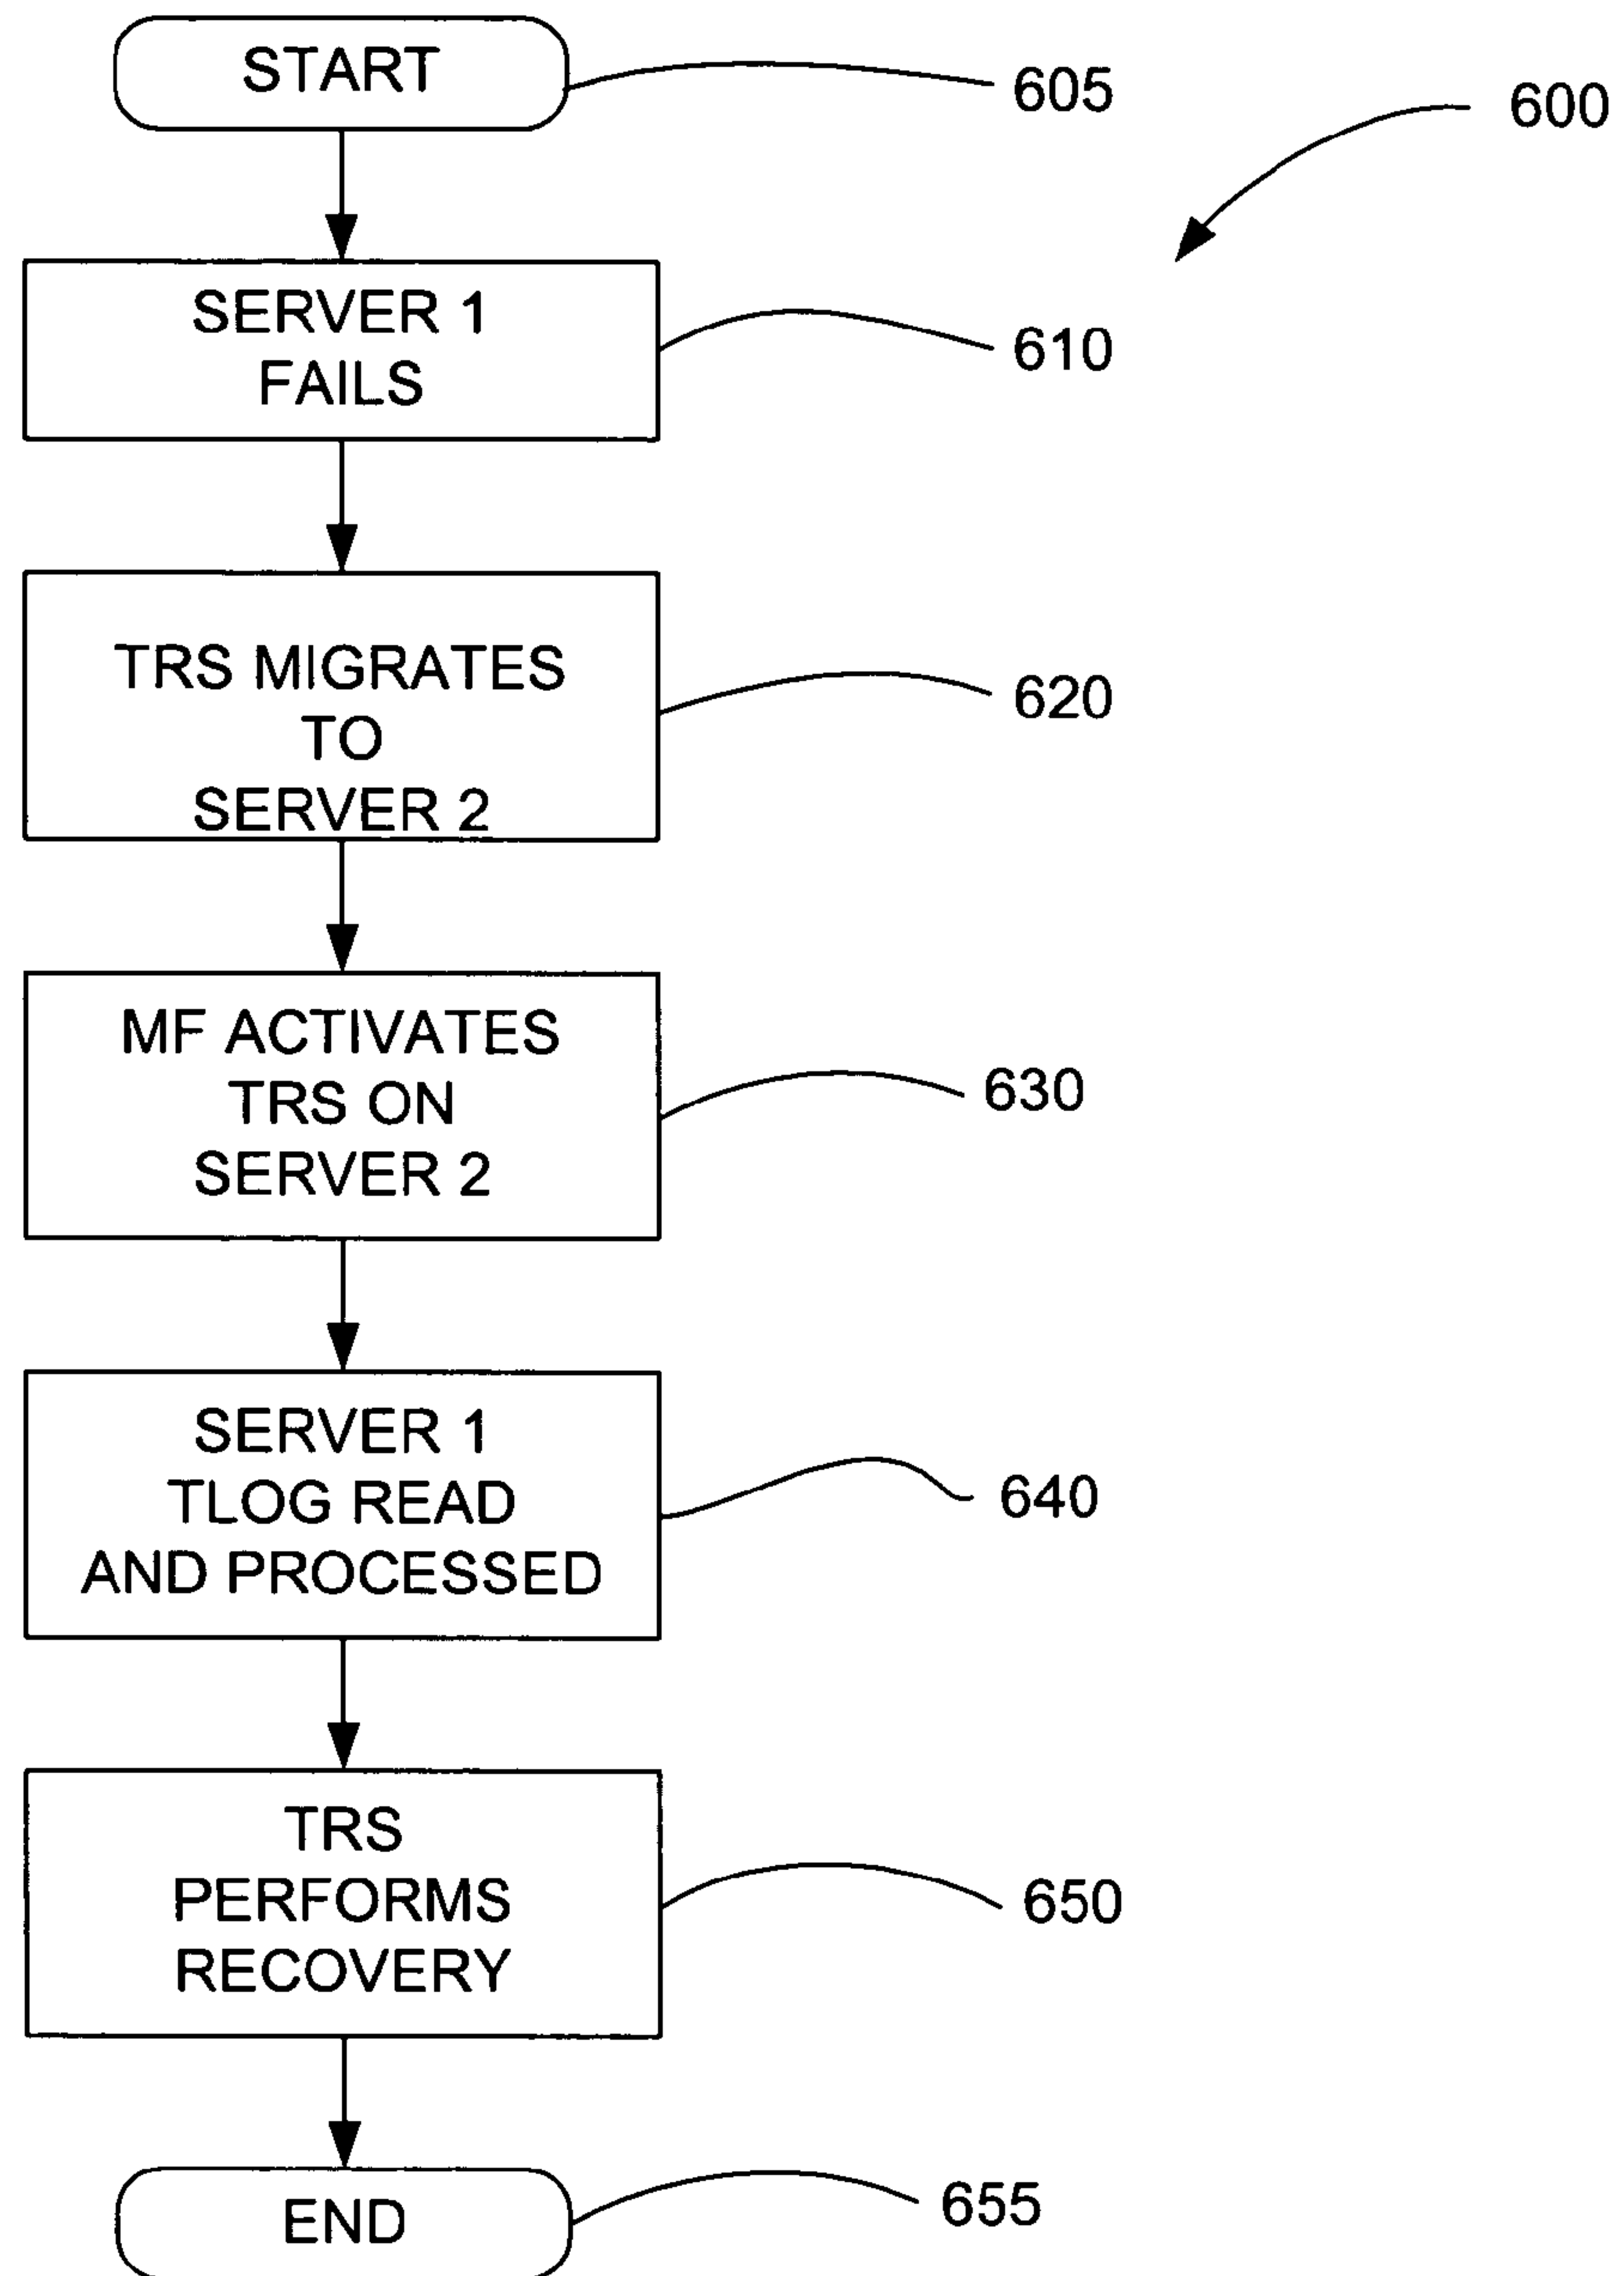 START
605
600
SERVER 1
FAILS
610
TRS MIGRATES
TO
SERVER 2
620
MF ACTIVATES
TRS ON
SERVER 2
630
SERVER 1
TLOG READ
AND PROCESSED
640
TRS
PERFORMS
RECOVERY
650
END
655